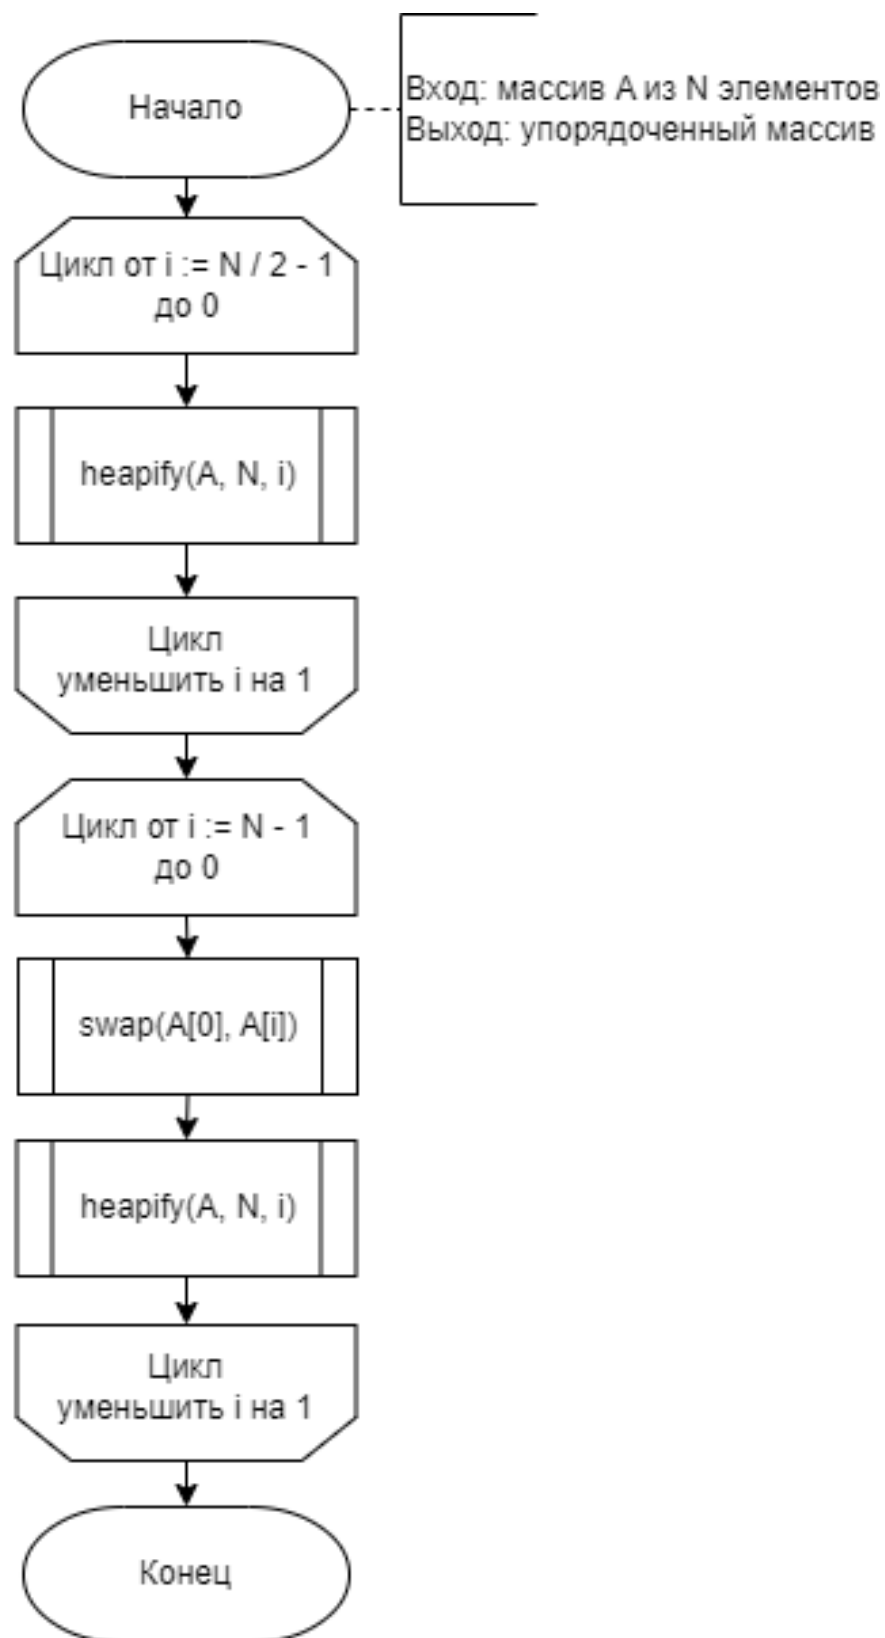 Начало
Вход: массив A из N элементов
Выход: упорядоченный массив
Цикл от i := N / 2 - 1
до 0
heapify(A, N, i)
Цикл
уменьшить i на 1
Цикл от i := N - 1
до 0
swap(A[0], A[i])
heapify(A, N, i)
Цикл
уменьшить i на 1
Конец